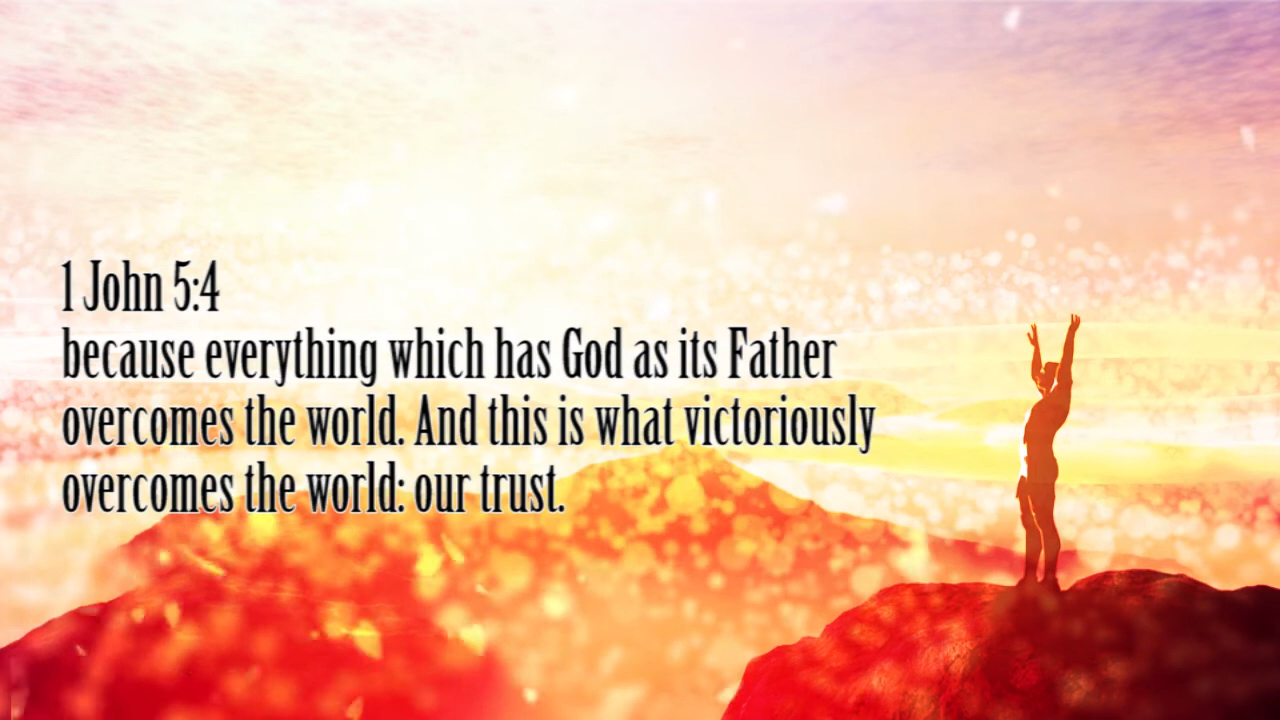 1 John 5:4
because everything which has God as its Father
overcomes the world. And this is what victoriously
overcomes the world: our trust.